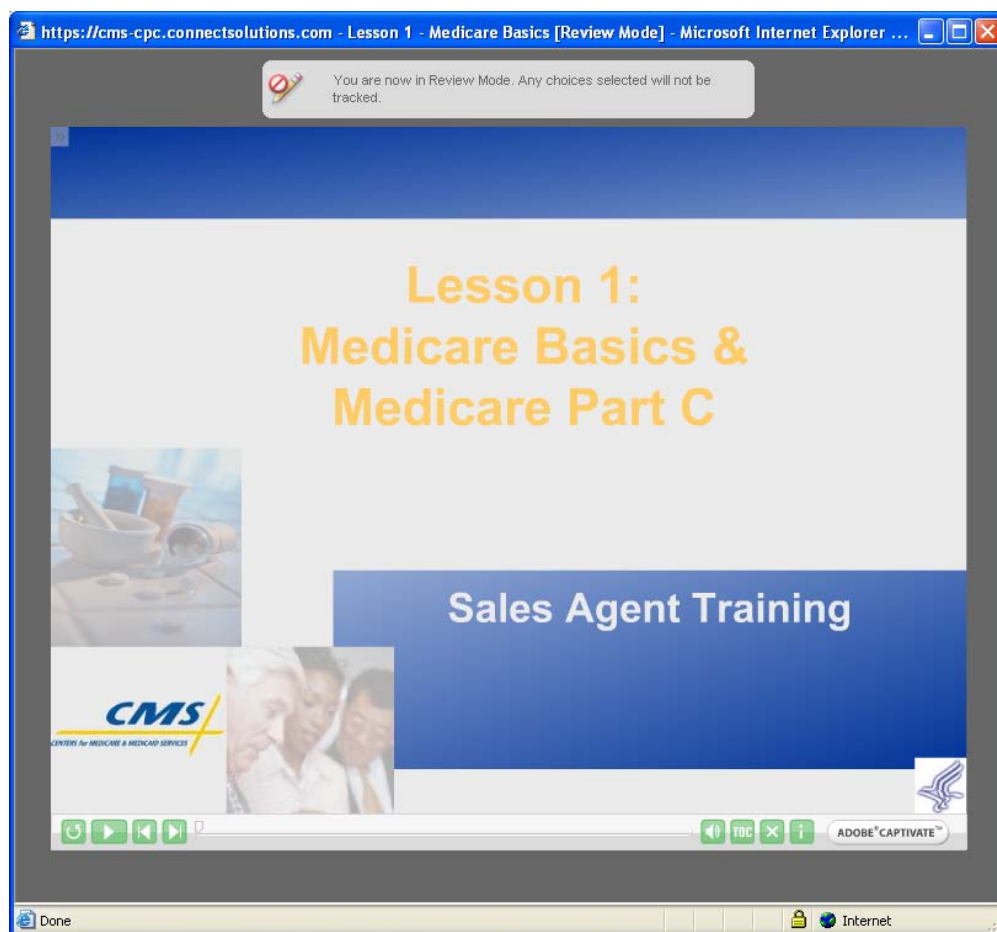 https://cms-cpc.connectsolutions.com - Lesson 1 - Medicare Basics [Review Mode] - Microsoft Internet Explorer ...
You are now in Review Mode. Any choices selected will not be
tracked.
Lesson 1:
Medicare Basics &
Medicare Part C
Sales Agent Training
CMS
CENTERS for MEDICARE & MEDICAID SERVICES
TOC
i
ADOBE® CAPTIVATE™
Done
Internet